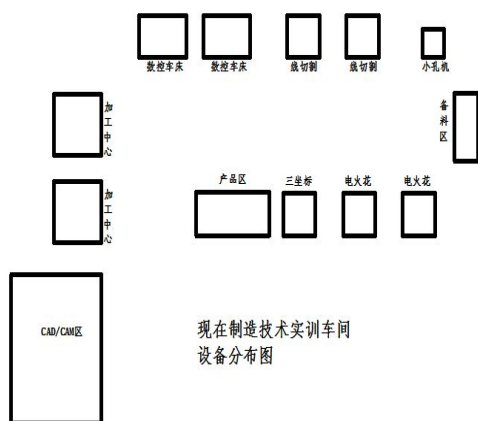 数控车床
数控车床
线切割
线切割
小孔机
加工中心
备料区
加工中心
产品区
三坐标
电火花
电火花
CAD/CAM区
现在制造技术实训车间
设备分布图